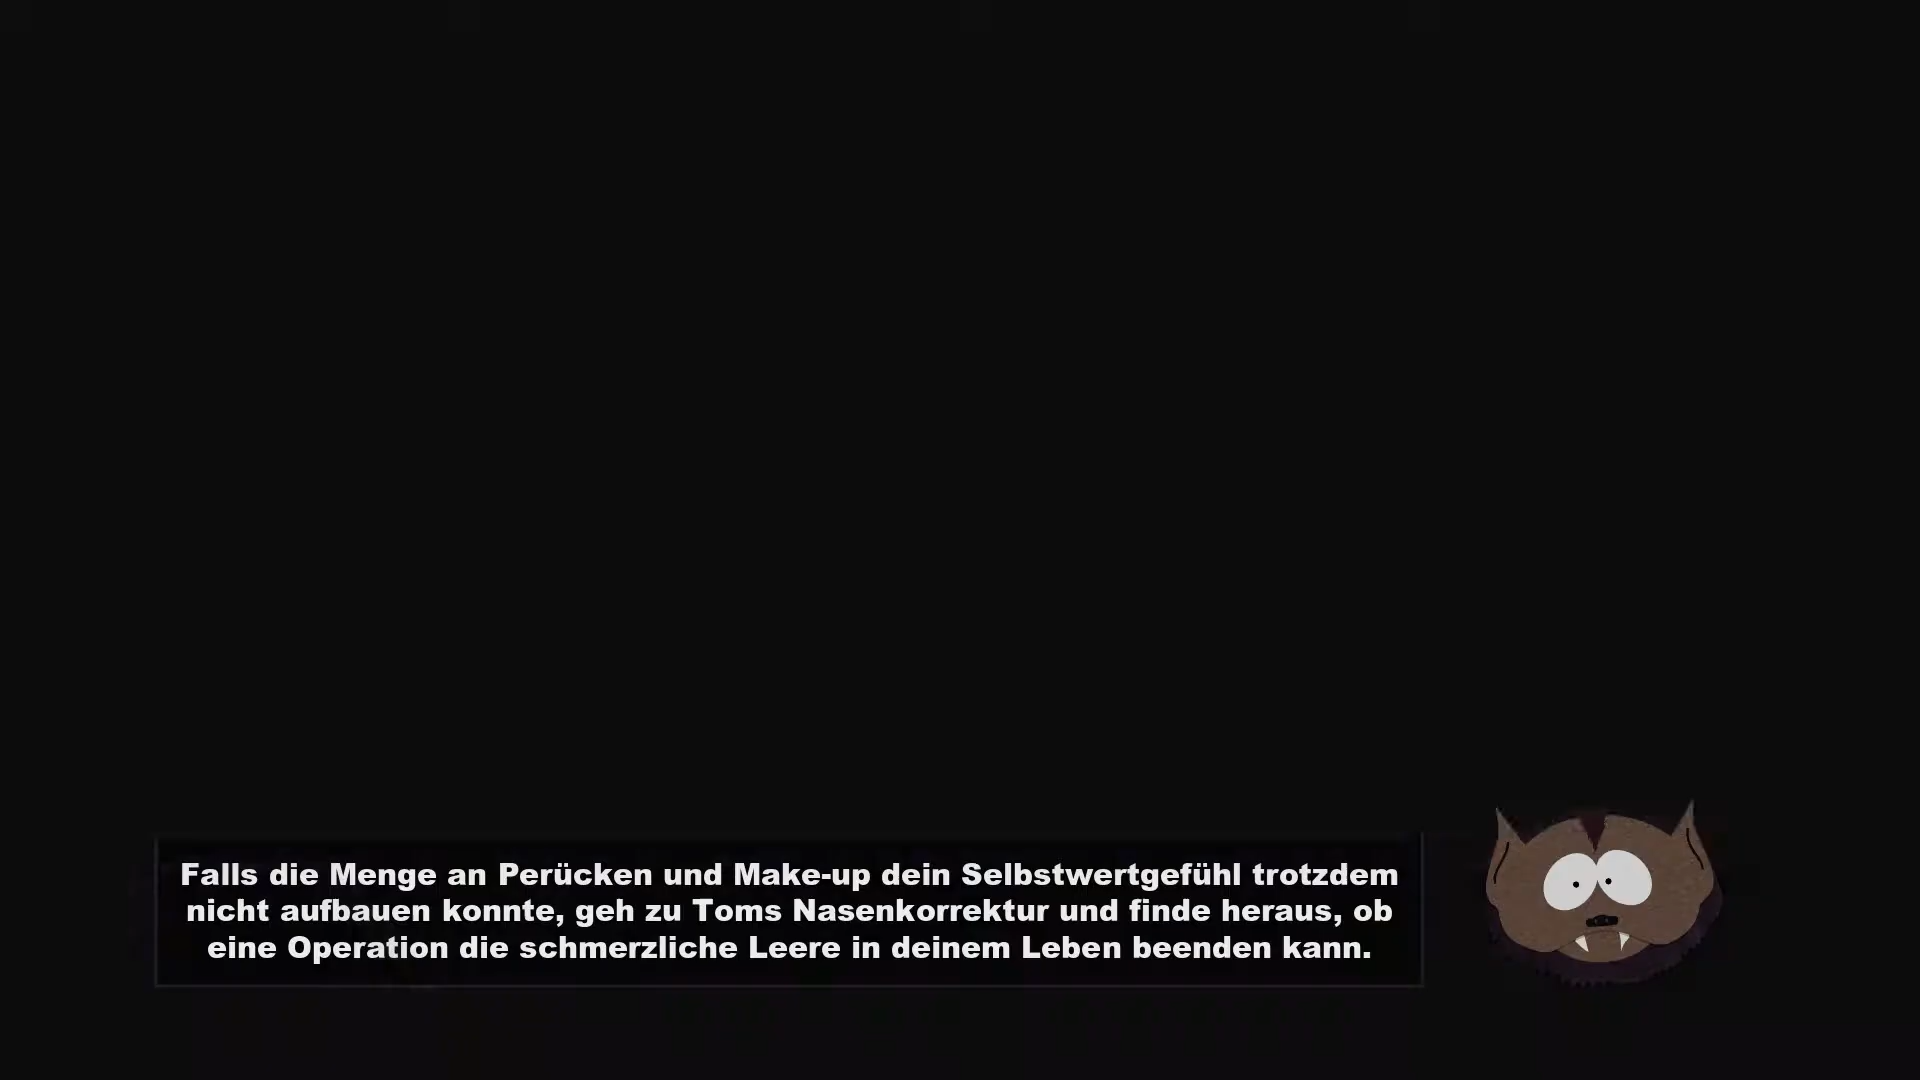 Falls die Menge an Perücken und Make-up dein Selbstwertgefühl trotzdem
nicht aufbauen konnte, geh zu Toms Nasenkorrektur und finde heraus, ob
eine Operation die schmerzliche Leere in deinem Leben beenden kann.